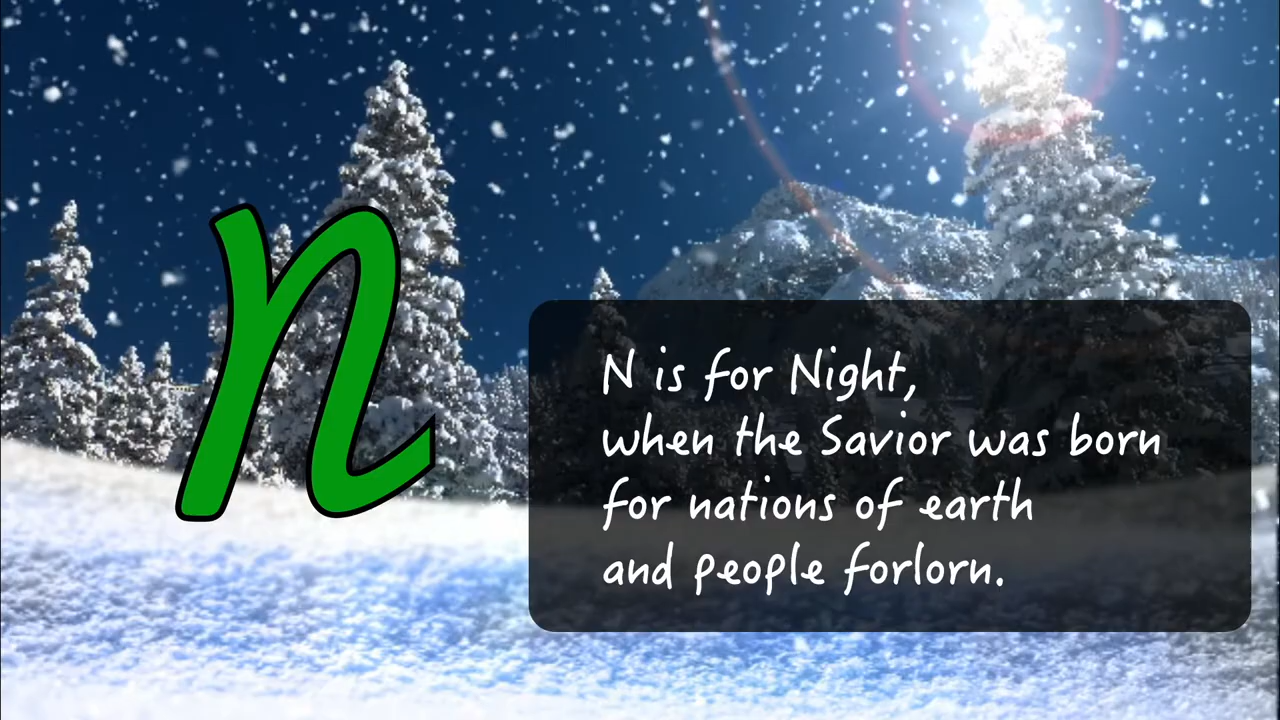 n
N is for Night,
when the Savior was born
for nations of earth
and people forlorn.